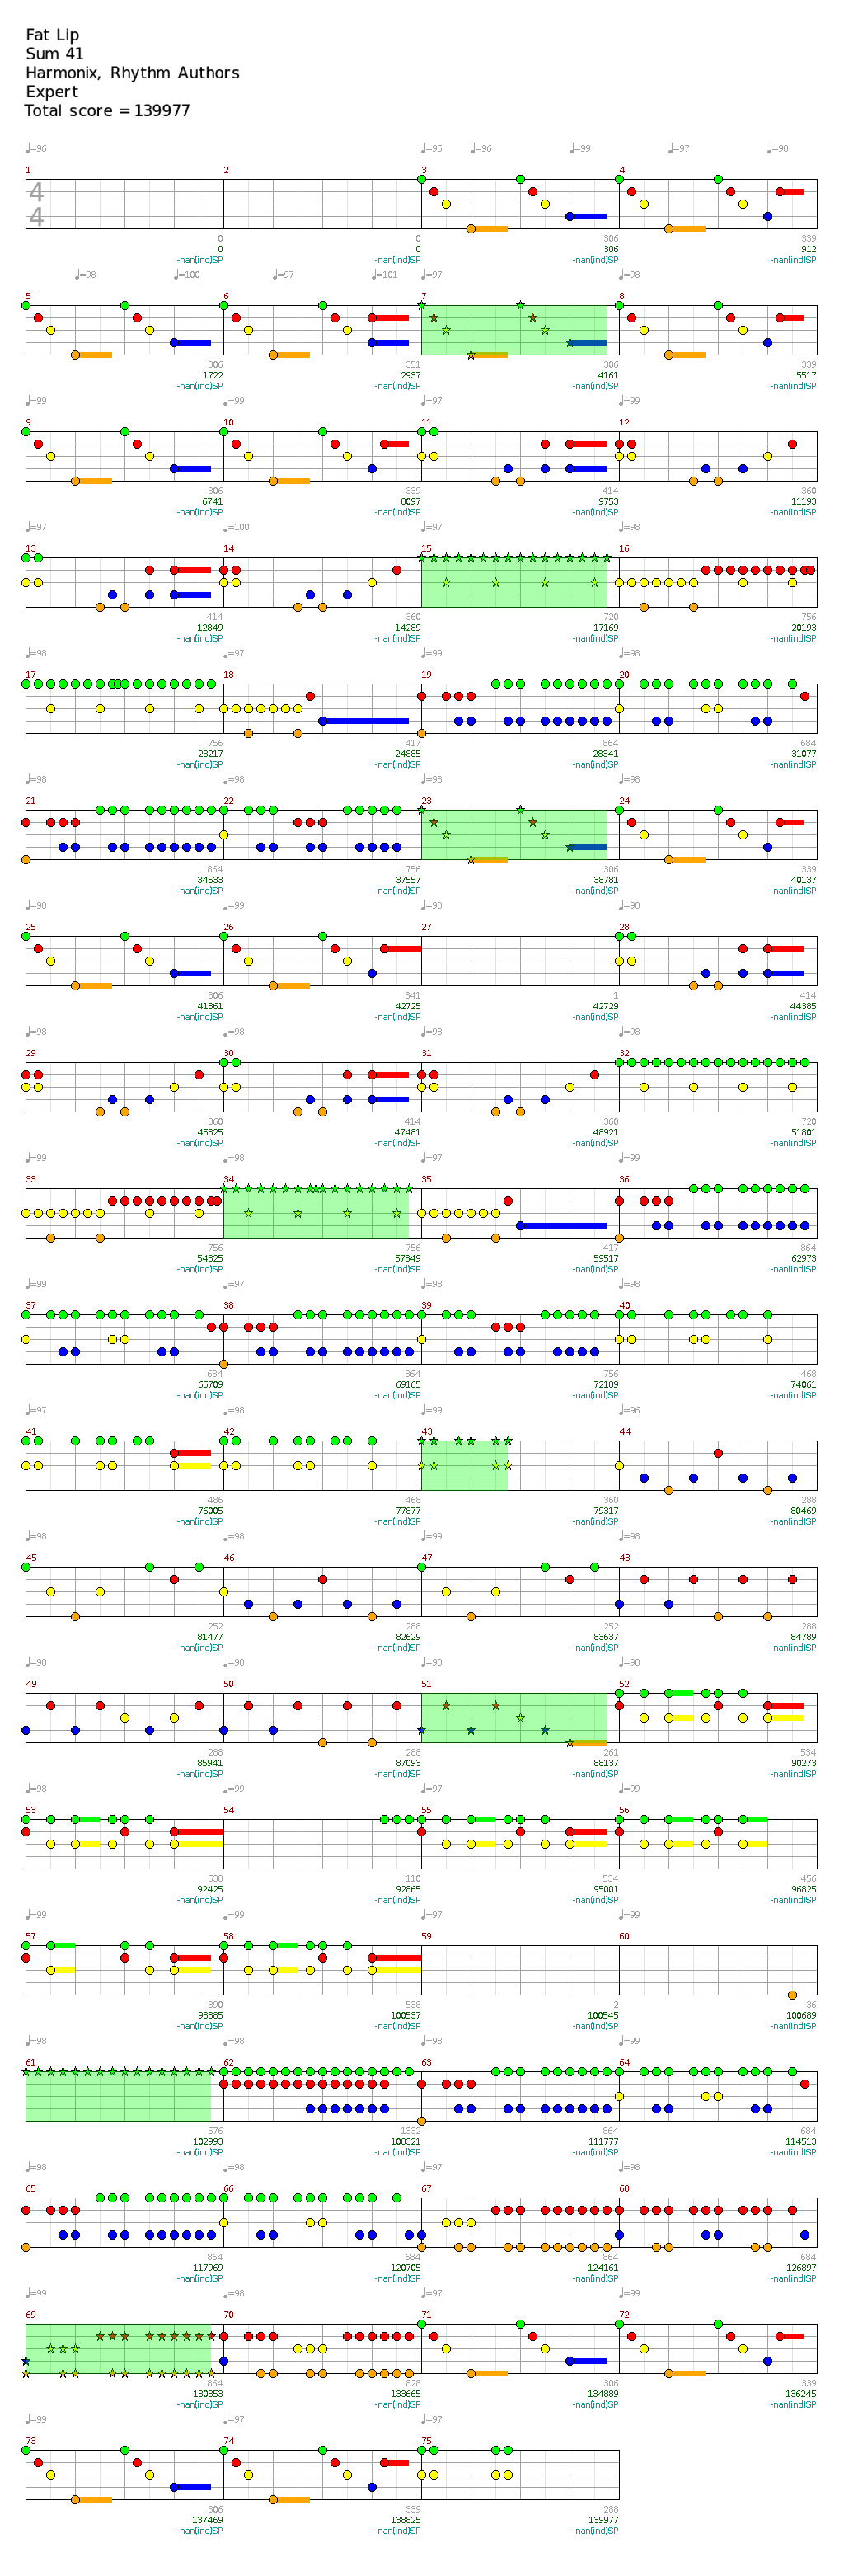 Fat Lip
Sum 41
Harmonix, Rhythm Authors
Expert
Total score = 139977
♩=96 ♩=95 ♩=96 ♩=99 ♩=97 ♩=98
1 2 3 4
4
4
0 0 306 339
0 0 306 912
-nan(ind)SP -nan(ind)SP -nan(ind)SP -nan(ind)SP
♩=98 ♩=100 ♩=97 ♩=101 ♩=97 ♩=98
5 6 7 8
306 351 306 339
1722 2937 4161 5517
-nan(ind)SP -nan(ind)SP -nan(ind)SP -nan(ind)SP
♩=99 ♩=99 ♩=97 ♩=99
9 10 11 12
306 339 414 360
6741 8097 9753 11193
-nan(ind)SP -nan(ind)SP -nan(ind)SP -nan(ind)SP
♩=97 ♩=100 ♩=97 ♩=98
13 14 15 16
414 360 720 756
12849 14289 17169 20193
-nan(ind)SP -nan(ind)SP -nan(ind)SP -nan(ind)SP
♩=98 ♩=99 ♩=97 ♩=98
17 18 19 20
756 417 864 684
23217 24885 28341 31077
-nan(ind)SP -nan(ind)SP -nan(ind)SP -nan(ind)SP
♩=98 ♩=98 ♩=98 ♩=98
21 22 23 24
864 756 306 339
34533 37557 38781 40137
-nan(ind)SP -nan(ind)SP -nan(ind)SP -nan(ind)SP
♩=98 ♩=99 ♩=98 ♩=98
25 26 27 28
306 341 1 414
41361 42725 42729 44385
-nan(ind)SP -nan(ind)SP -nan(ind)SP -nan(ind)SP
♩=98 ♩=98 ♩=98 ♩=98
29 30 31 32
360 414 360 720
45825 47481 48921 51801
-nan(ind)SP -nan(ind)SP -nan(ind)SP -nan(ind)SP
♩=99 ♩=98 ♩=98 ♩=99
33 34 35 36
756 756 417 864
54825 57849 59517 62973
-nan(ind)SP -nan(ind)SP -nan(ind)SP -nan(ind)SP
♩=99 ♩=97 ♩=98 ♩=98
37 38 39 40
684 864 756 468
65709 69165 72189 74061
-nan(ind)SP -nan(ind)SP -nan(ind)SP -nan(ind)SP
♩=97 ♩=98 ♩=99 ♩=96
41 42 43 44
486 468 360 288
76005 77877 79317 80469
-nan(ind)SP -nan(ind)SP -nan(ind)SP -nan(ind)SP
♩=98 ♩=98 ♩=99 ♩=98
45 46 47 48
252 288 252 288
81477 82629 83637 84789
-nan(ind)SP -nan(ind)SP -nan(ind)SP -nan(ind)SP
♩=98 ♩=98 ♩=98 ♩=98
49 50 51 52
288 288 261 534
85941 87093 88137 90273
-nan(ind)SP -nan(ind)SP -nan(ind)SP -nan(ind)SP
♩=98 ♩=99 ♩=97 ♩=99
53 54 55 56
538 110 534 456
92425 92865 95001 96825
-nan(ind)SP -nan(ind)SP -nan(ind)SP -nan(ind)SP
♩=99 ♩=99 ♩=97 ♩=99
57 58 59 60
390 538 2 36
98385 100537 100545 100689
-nan(ind)SP -nan(ind)SP -nan(ind)SP -nan(ind)SP
♩=98 ♩=98 ♩=98 ♩=99
61 62 63 64
576 1332 864 684
102993 108321 111777 114513
-nan(ind)SP -nan(ind)SP -nan(ind)SP -nan(ind)SP
♩=98 ♩=98 ♩=97 ♩=98
65 66 67 68
864 684 864 684
117969 120705 124161 126897
-nan(ind)SP -nan(ind)SP -nan(ind)SP -nan(ind)SP
♩=99 ♩=98 ♩=97 ♩=99
69 70 71 72
864 828 306 339
130353 133665 134889 136245
-nan(ind)SP -nan(ind)SP -nan(ind)SP -nan(ind)SP
♩=99 ♩=97 ♩=97
73 74 75
306 339 288
137469 138825 139977
-nan(ind)SP -nan(ind)SP -nan(ind)SP